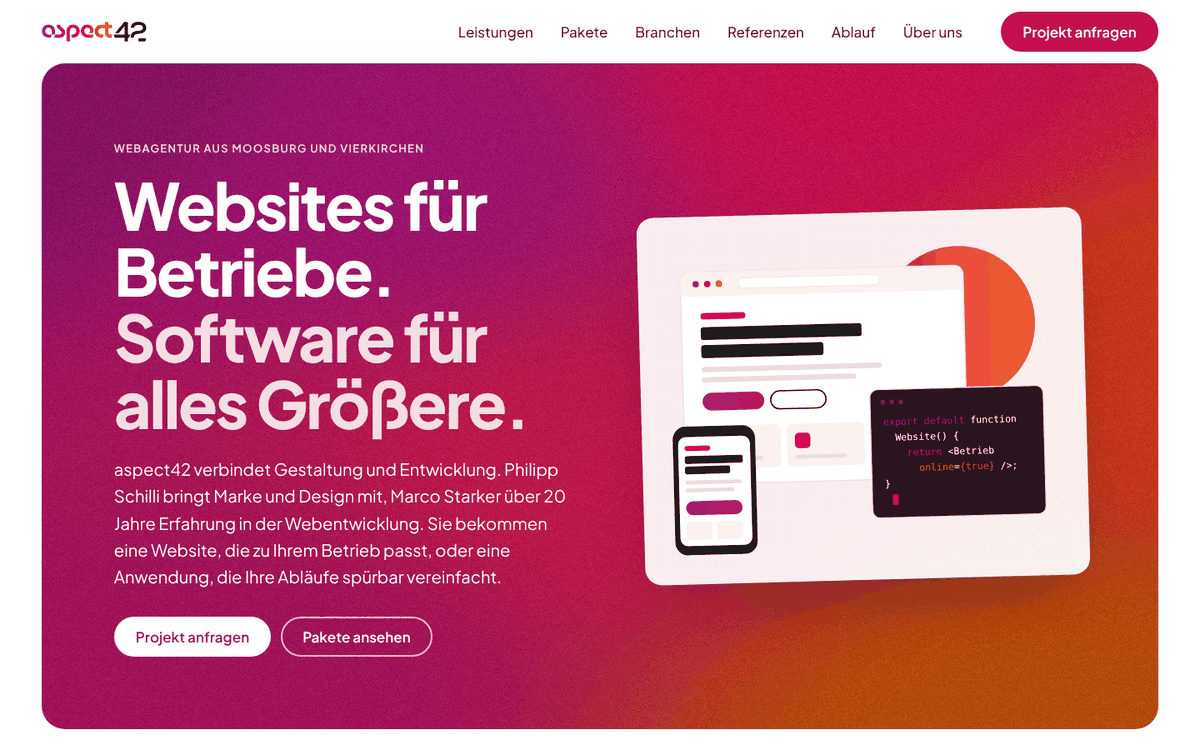 aspect42
Leistungen
Pakete
Branchen
Referenzen
Ablauf
Über uns
Projekt anfragen
WEBAGENTUR AUS MOOSBURG UND VIERKIRCHEN
Websites für
Betriebe.
Software für
alles Größere.
aspect42 verbindet Gestaltung und Entwicklung. Philipp
Schilli bringt Marke und Design mit, Marco Starker über 20
Jahre Erfahrung in der Webentwicklung. Sie bekommen
eine Website, die zu Ihrem Betrieb passt, oder eine
Anwendung, die Ihre Abläufe spürbar vereinfacht.
Projekt anfragen
Pakete ansehen
export default function
Website() {
return <Betrieb
online={true} />;
}